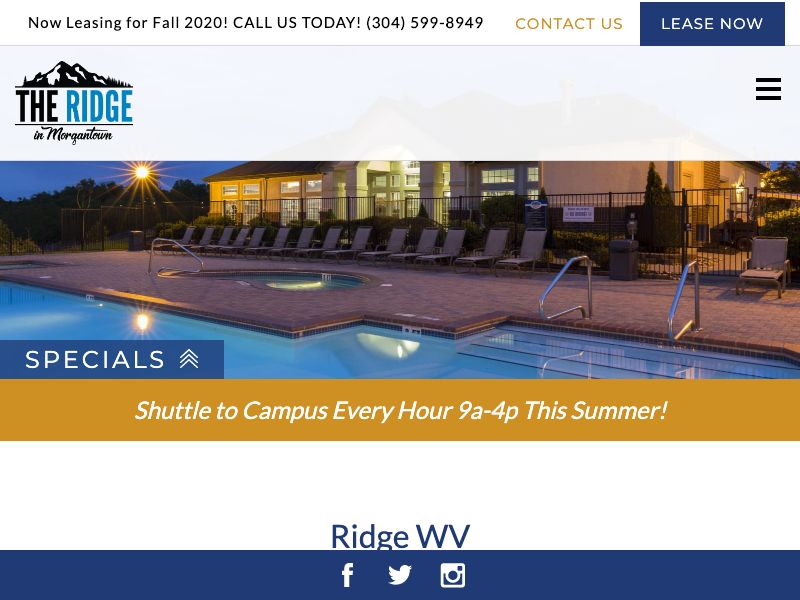 Now Leasing for Fall 2020! CALL US TODAY! (304) 599-8949
CONTACT US
LEASE NOW
THE RIDGE
in Morgantown
SPECIALS
Shuttle to Campus Every Hour 9a-4p This Summer!
Ridge WV